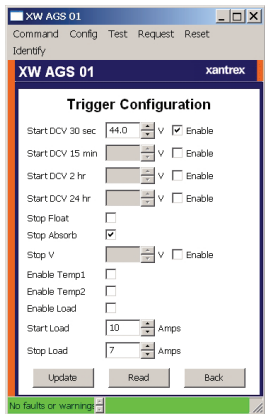 XW AGS 01
Command Config Test Request Reset
Identify
XW AGS 01 xantrex
Trigger Configuration
Start DCV 30 sec 44.0 V Enable
Start DCV 15 min V Enable
Start DCV 2 hr V Enable
Start DCV 24 hr V Enable
Stop Float
Stop Absorb
Stop V V Enable
Enable Temp1
Enable Temp2
Enable Load
Start Load 10 Amps
Stop Load 7 Amps
Update Read Back
No faults or warnings